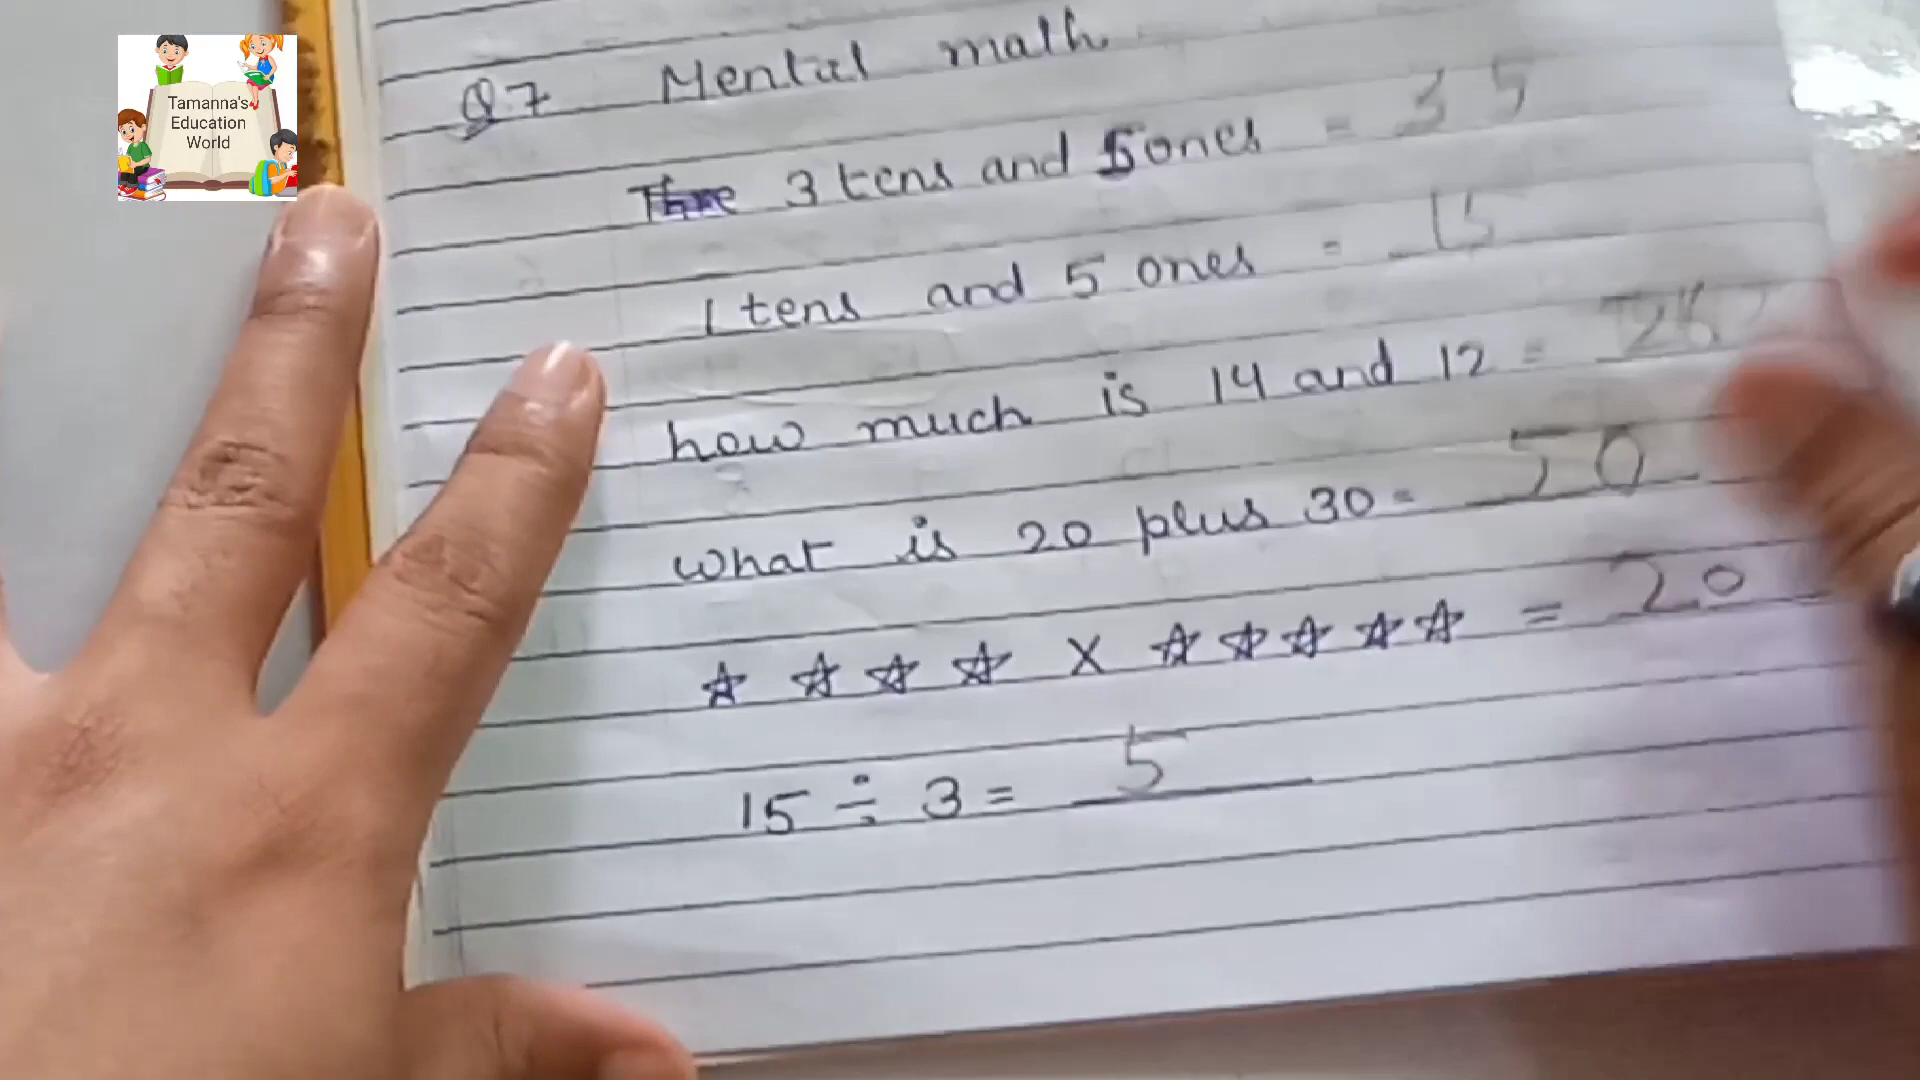 Tamanna's
Education
World
Q7 Mental math
3 tens and 5 ones = 35
1 tens and 5 ones = 15
how much is 14 and 12 = 26
What is 20 plus 30 = 50
☆ ☆ ☆ ☆ X ☆ ☆ ☆ ☆ ☆ = 20
15 ÷ 3 = 5